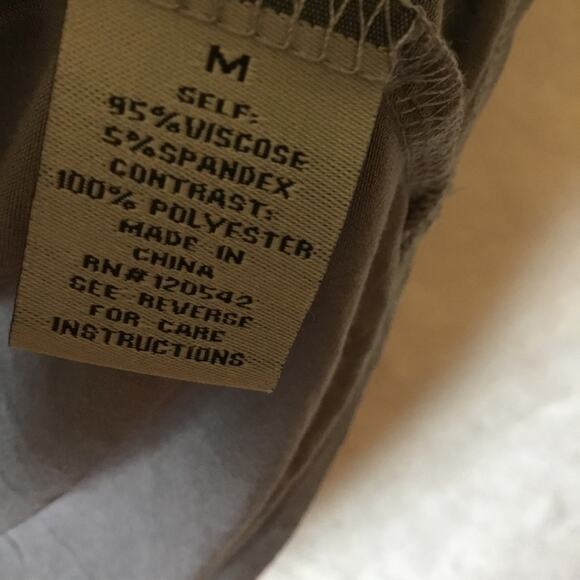 M
SELF:
95%VISCOSE
5%SPANDEX
CONTRAST:
100% POLYESTER
MADE IN
CHINA
RN# 120542
SEE REVERSE
FOR CARE
INSTRUCTIONS